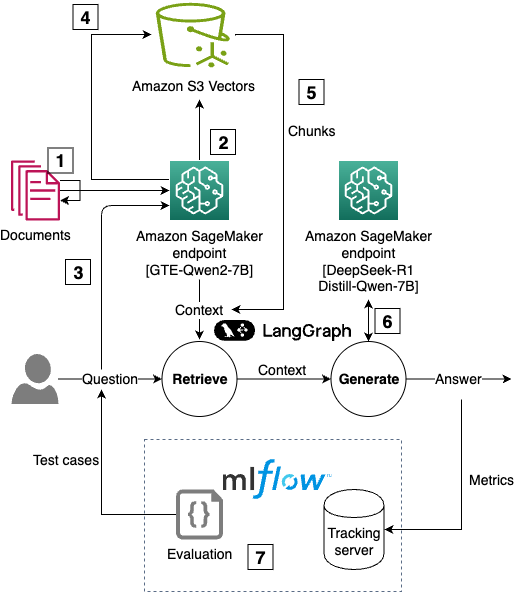 4
Amazon S3 Vectors
5
Chunks
2
1
Documents
Amazon SageMaker
endpoint
[GTE-Qwen2-7B]
Amazon SageMaker
endpoint
[DeepSeek-R1
Distill-Qwen-7B]
3
Context
6
LangGraph
Question
Retrieve
Context
Generate
Answer
Test cases
mlflow™
Metrics
{}
Evaluation
7
Tracking
server